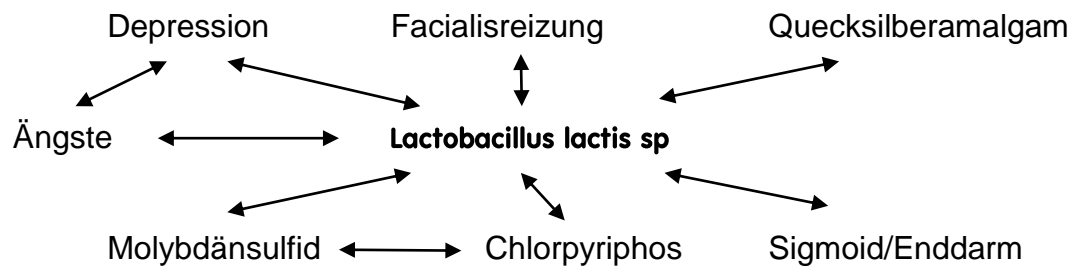 Depression Facialisreizung Quecksilberamalgam
Ängste Lactobacillus lactis sp
Molybdänsulfid Chlorpyriphos Sigmoid/Enddarm